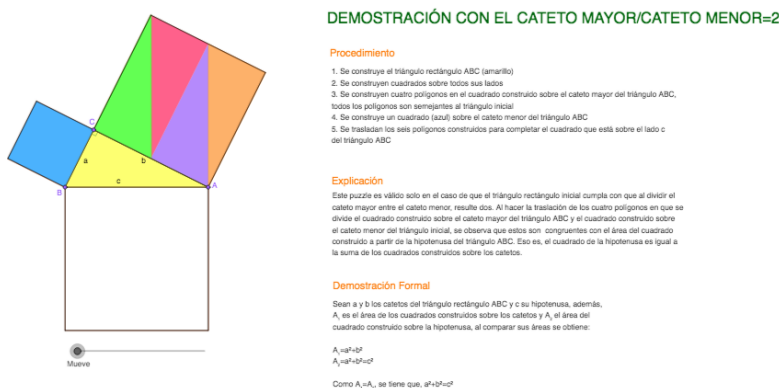 DEMOSTRACIÓN CON EL CATETO MAYOR/CATETO MENOR=2
Procedimiento
1. Se construye el triángulo rectángulo ABC (amarillo)
2. Se construyen cuadrados sobre todos sus lados
3. Se construyen cuatro polígonos en el cuadrado construido sobre el cateto mayor del triángulo ABC,
todos los polígonos son semejantes al triángulo inicial
4. Se construye un cuadrado (azul) sobre el cateto menor del triángulo ABC
5. Se trasladan los seis polígonos construidos para completar el cuadrado que está sobre el lado c
del triángulo ABC
C
a
b
c
B
A
Explicación
Este puzzle es válido solo en el caso de que el triángulo rectángulo inicial cumpla con que al dividir el
cateto mayor entre el cateto menor, resulte dos. Al hacer la traslación de los cuatro polígonos en que se
divide el cuadrado construido sobre el cateto mayor del triángulo ABC y el cuadrado construido sobre
el cateto menor del triángulo inicial, se observa que estos son congruentes con el área del cuadrado
construido a partir de la hipotenusa del triángulo ABC. Eso es, el cuadrado de la hipotenusa es igual a
la suma de los cuadrados construidos sobre los catetos.
Demostración Formal
Sean a y b los catetos del triángulo rectángulo ABC y c su hipotenusa, además,
A₁ es el área de los cuadrados construidos sobre los catetos y A₂ el área del
cuadrado construido sobre la hipotenusa, al comparar sus áreas se obtiene:
A₁=a²+b²
A₂=a²+b²=c²
Como A₁=A₂, se tiene que, a²+b²=c²
Mueve